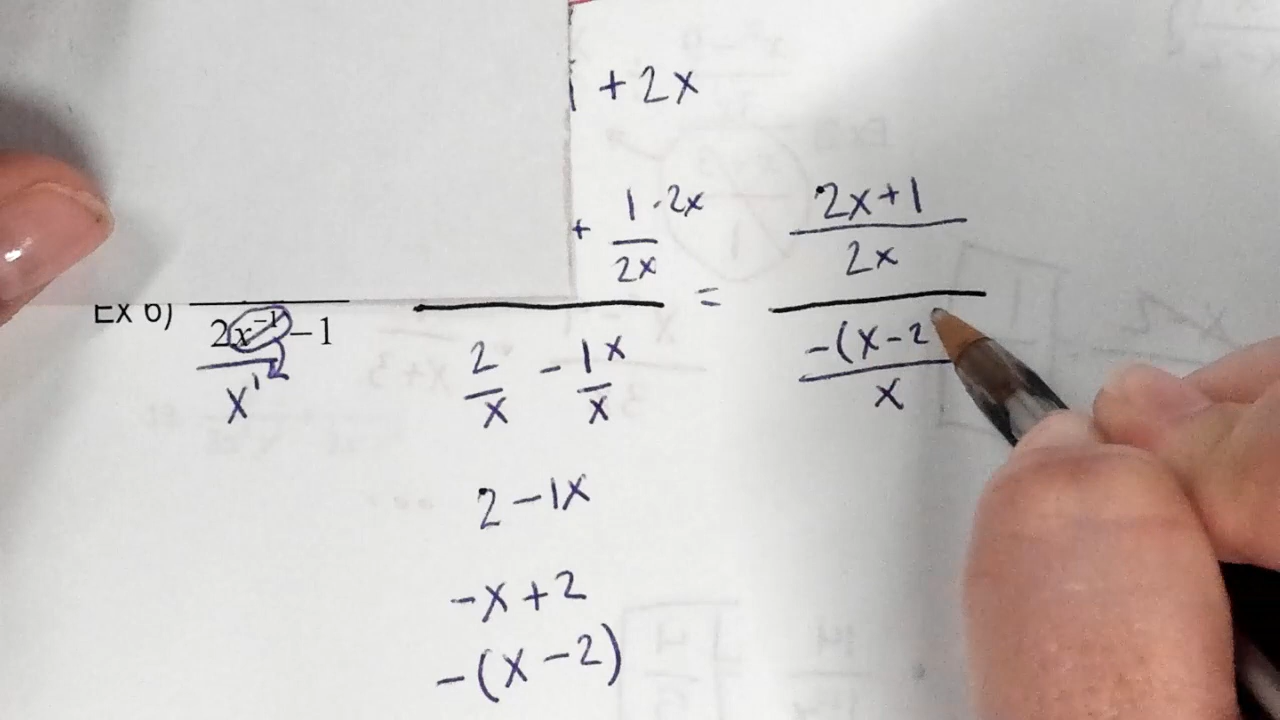 1 + 2x
+ 1 · 2x / 2x = 2x+1 / 2x
Ex 6) 2x⁻¹ – 1
x¹
2/x - 1x/x
-(x-2 / x
2 - 1x
-x + 2
-(x - 2)